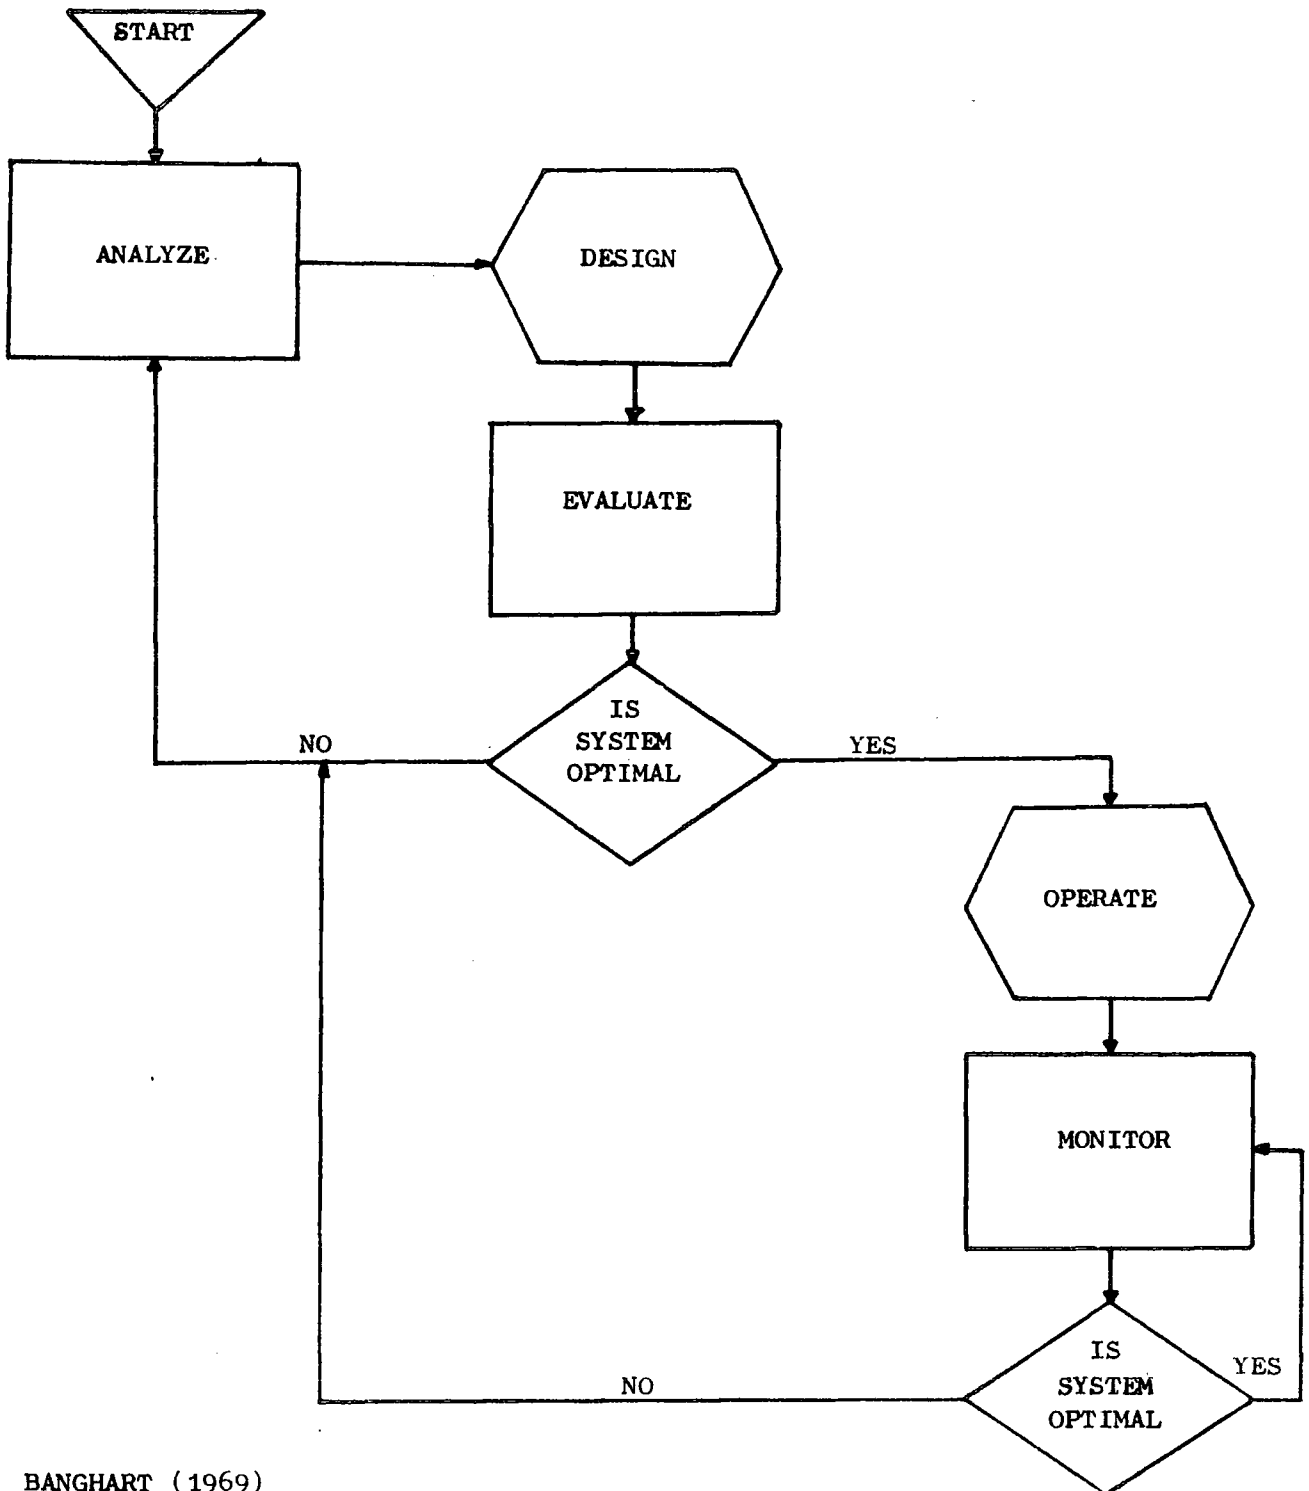 START
ANALYZE
DESIGN
EVALUATE
IS
SYSTEM
OPTIMAL
NO
YES
OPERATE
MONITOR
IS
SYSTEM
OPTIMAL
YES
NO
BANGHART (1969)